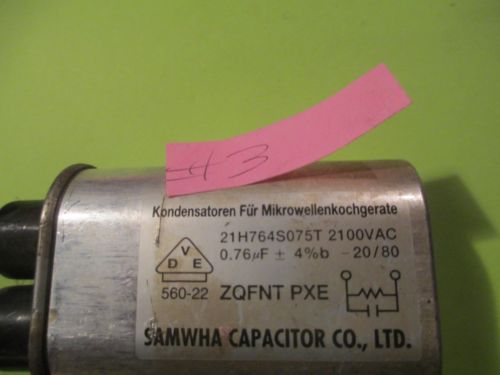 #43
Kondensatoren Für Mikrowellenkochgerate
21H764S075T 2100VAC
0.76µF ± 4%b -20/80
VDE
560-22 ZQFNT PXE
SAMWHA CAPACITOR CO., LTD.